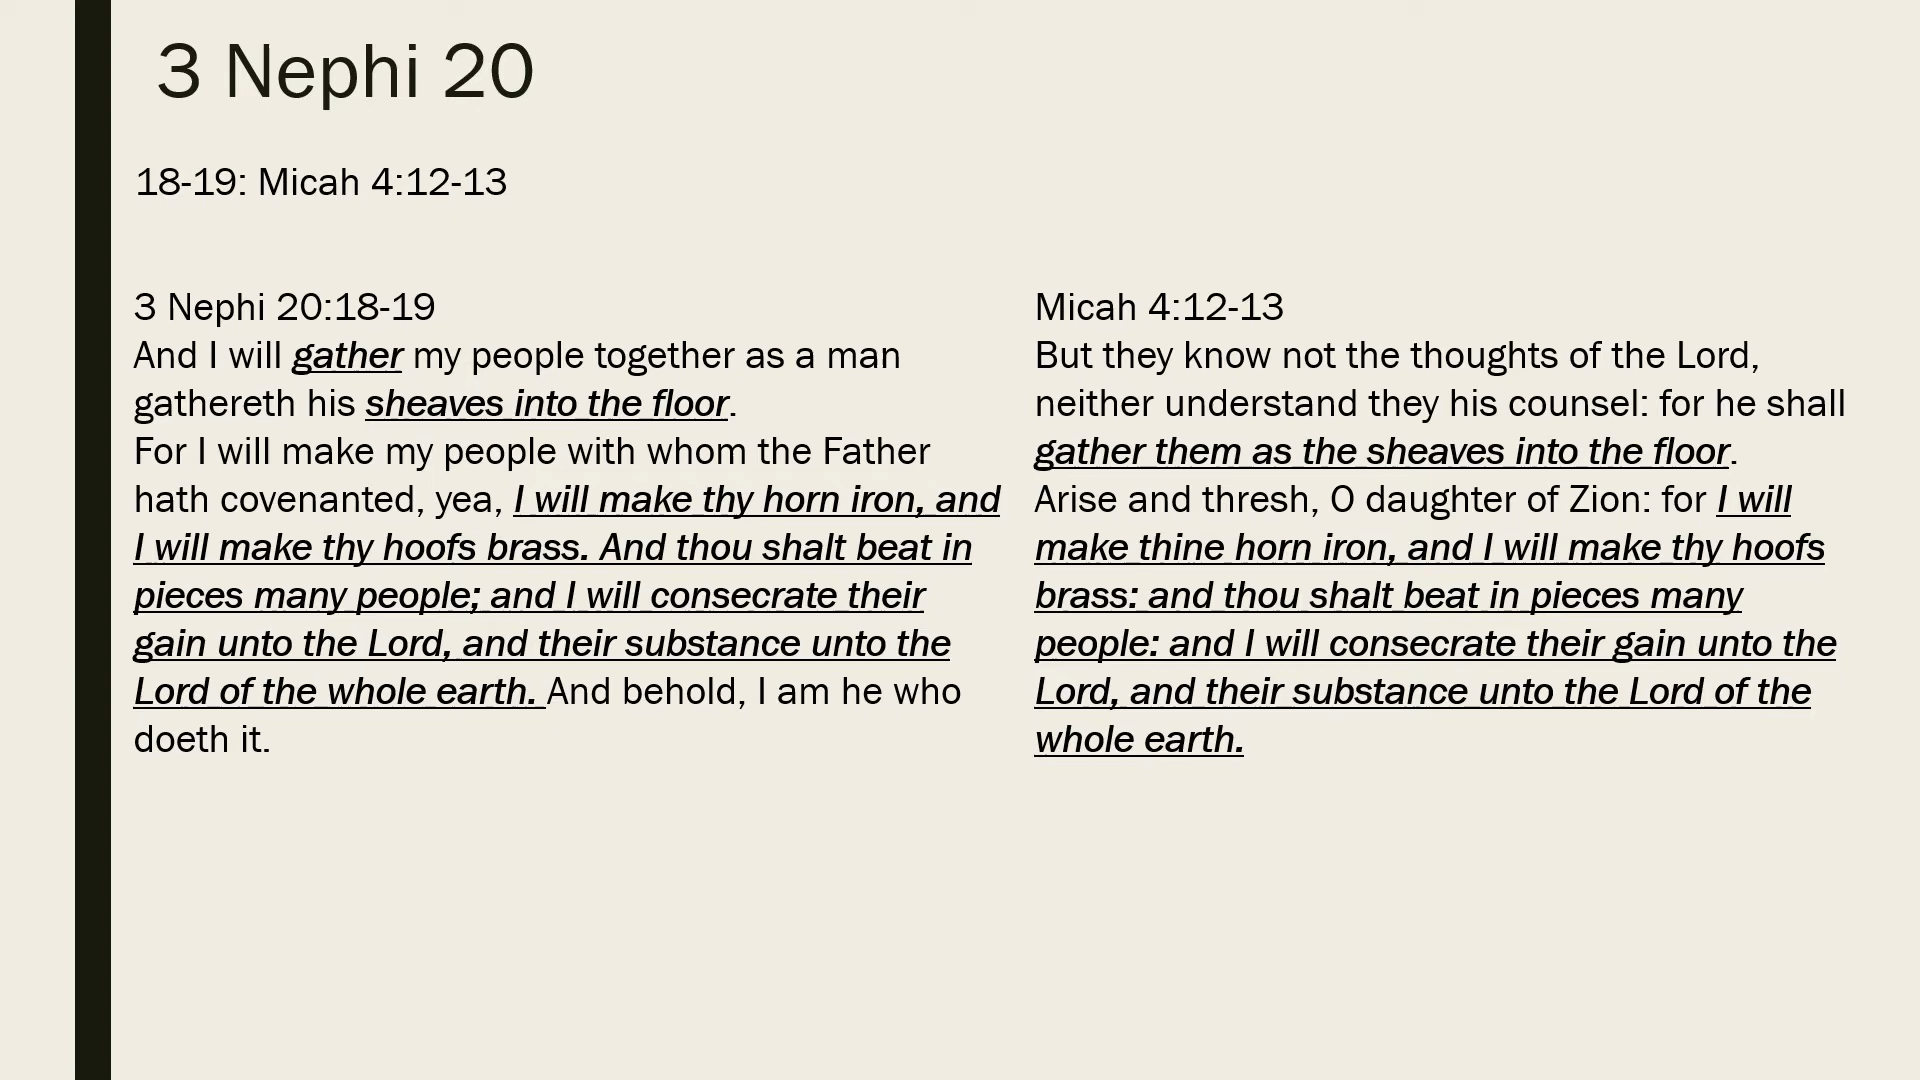 3 Nephi 20
18-19: Micah 4:12-13
3 Nephi 20:18-19
And I will gather my people together as a man
gathereth his sheaves into the floor.
For I will make my people with whom the Father
hath covenanted, yea, I will make thy horn iron, and
I will make thy hoofs brass. And thou shalt beat in
pieces many people; and I will consecrate their
gain unto the Lord, and their substance unto the
Lord of the whole earth. And behold, I am he who
doeth it.
Micah 4:12-13
But they know not the thoughts of the Lord,
neither understand they his counsel: for he shall
gather them as the sheaves into the floor.
Arise and thresh, O daughter of Zion: for I will
make thine horn iron, and I will make thy hoofs
brass: and thou shalt beat in pieces many
people: and I will consecrate their gain unto the
Lord, and their substance unto the Lord of the
whole earth.